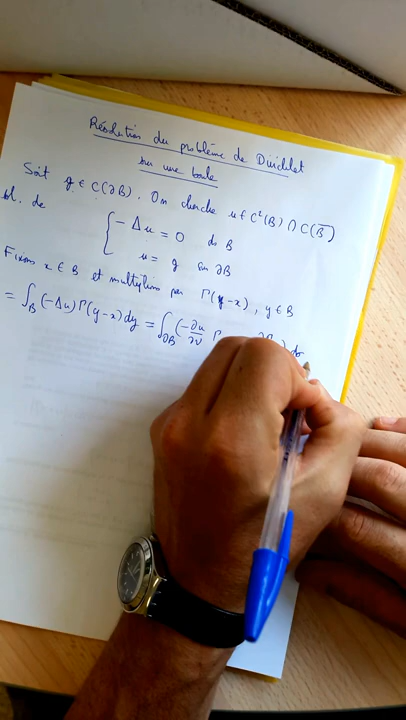 Résolution du problème de Dirichlet
sur une boule
Soit g ∈ C(∂B). On cherche u ∈ C²(B) ∩ C(B̄)
sol. de
{ -Δu = 0 ds B
u = g sur ∂B
Fixons x ∈ B et multiplions par Γ(y-x), y ∈ B
= ∫_B (-Δu) Γ(y-x) dy = ∫_∂B (-∂u/∂ν Γ